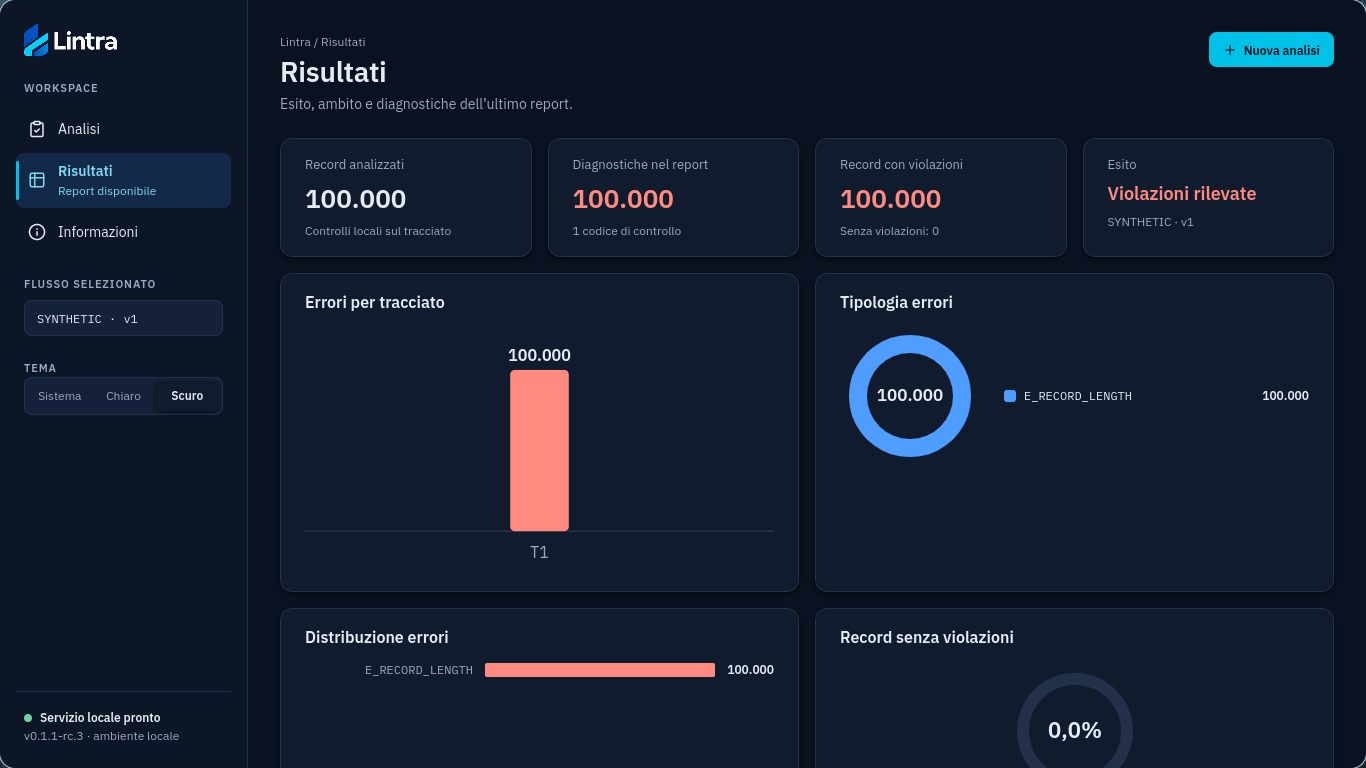 Lintra
WORKSPACE
Analisi
Risultati
Report disponibile
Informazioni
FLUSSO SELEZIONATO
SYNTHETIC · v1
TEMA
Sistema Chiaro Scuro
Servizio locale pronto
v0.1.1-rc.3 · ambiente locale
Lintra / Risultati
Risultati
Esito, ambito e diagnostiche dell’ultimo report.
+ Nuova analisi
Record analizzati
100.000
Controlli locali sul tracciato
Diagnostiche nel report
100.000
1 codice di controllo
Record con violazioni
100.000
Senza violazioni: 0
Esito
Violazioni rilevate
SYNTHETIC · v1
Errori per tracciato
100.000
T1
Tipologia errori
100.000
E_RECORD_LENGTH 100.000
Distribuzione errori
E_RECORD_LENGTH 100.000
Record senza violazioni
0,0%